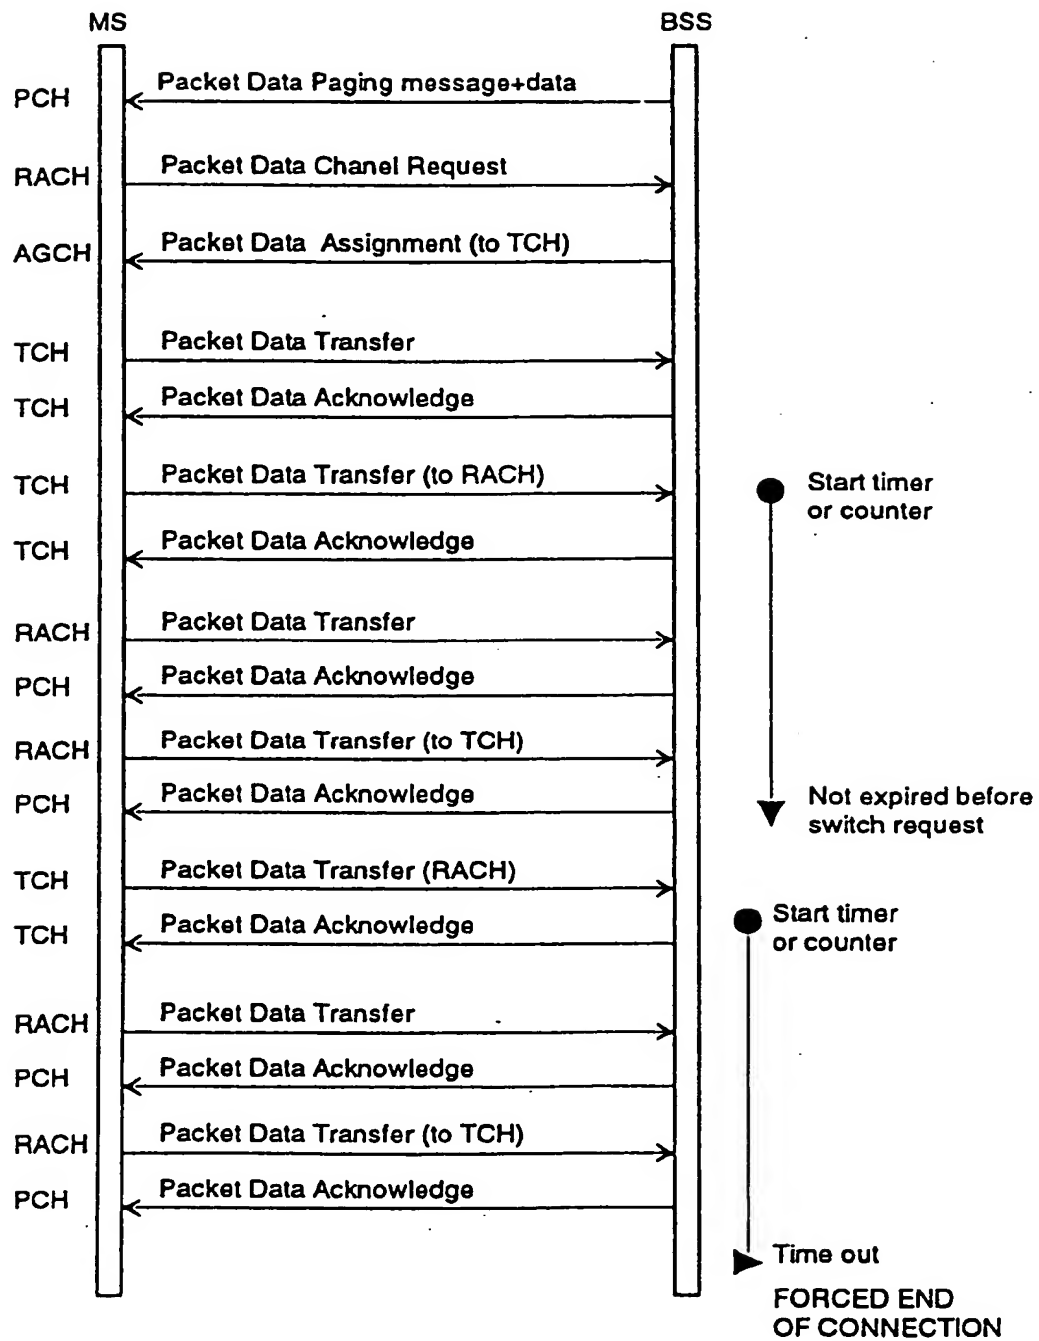 MS
BSS
PCH
Packet Data Paging message+data
RACH
Packet Data Chanel Request
AGCH
Packet Data Assignment (to TCH)
TCH
Packet Data Transfer
TCH
Packet Data Acknowledge
TCH
Packet Data Transfer (to RACH)
Start timer
or counter
TCH
Packet Data Acknowledge
RACH
Packet Data Transfer
PCH
Packet Data Acknowledge
RACH
Packet Data Transfer (to TCH)
PCH
Packet Data Acknowledge
Not expired before
switch request
TCH
Packet Data Transfer (RACH)
TCH
Packet Data Acknowledge
Start timer
or counter
RACH
Packet Data Transfer
PCH
Packet Data Acknowledge
RACH
Packet Data Transfer (to TCH)
PCH
Packet Data Acknowledge
Time out
FORCED END
OF CONNECTION